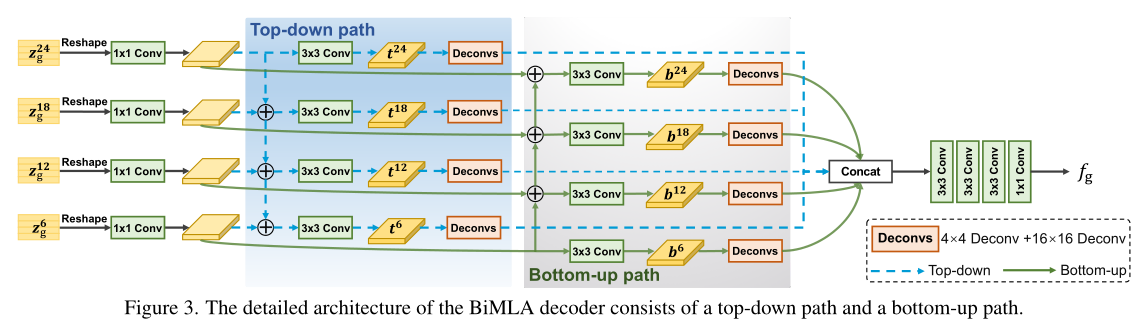 Top-down path
z_g^24 Reshape 1x1 Conv 3x3 Conv t^24 Deconvs
3x3 Conv b^24 Deconvs
z_g^18 Reshape 1x1 Conv 3x3 Conv t^18 Deconvs
3x3 Conv b^18 Deconvs
z_g^12 Reshape 1x1 Conv 3x3 Conv t^12 Deconvs
3x3 Conv b^12 Deconvs
z_g^6 Reshape 1x1 Conv 3x3 Conv t^6 Deconvs
3x3 Conv b^6 Deconvs
Bottom-up path
Concat
3x3 Conv
3x3 Conv
3x3 Conv
1x1 Conv
f_g
Deconvs 4×4 Deconv +16×16 Deconv
Top-down Bottom-up
Figure 3. The detailed architecture of the BiMLA decoder consists of a top-down path and a bottom-up path.